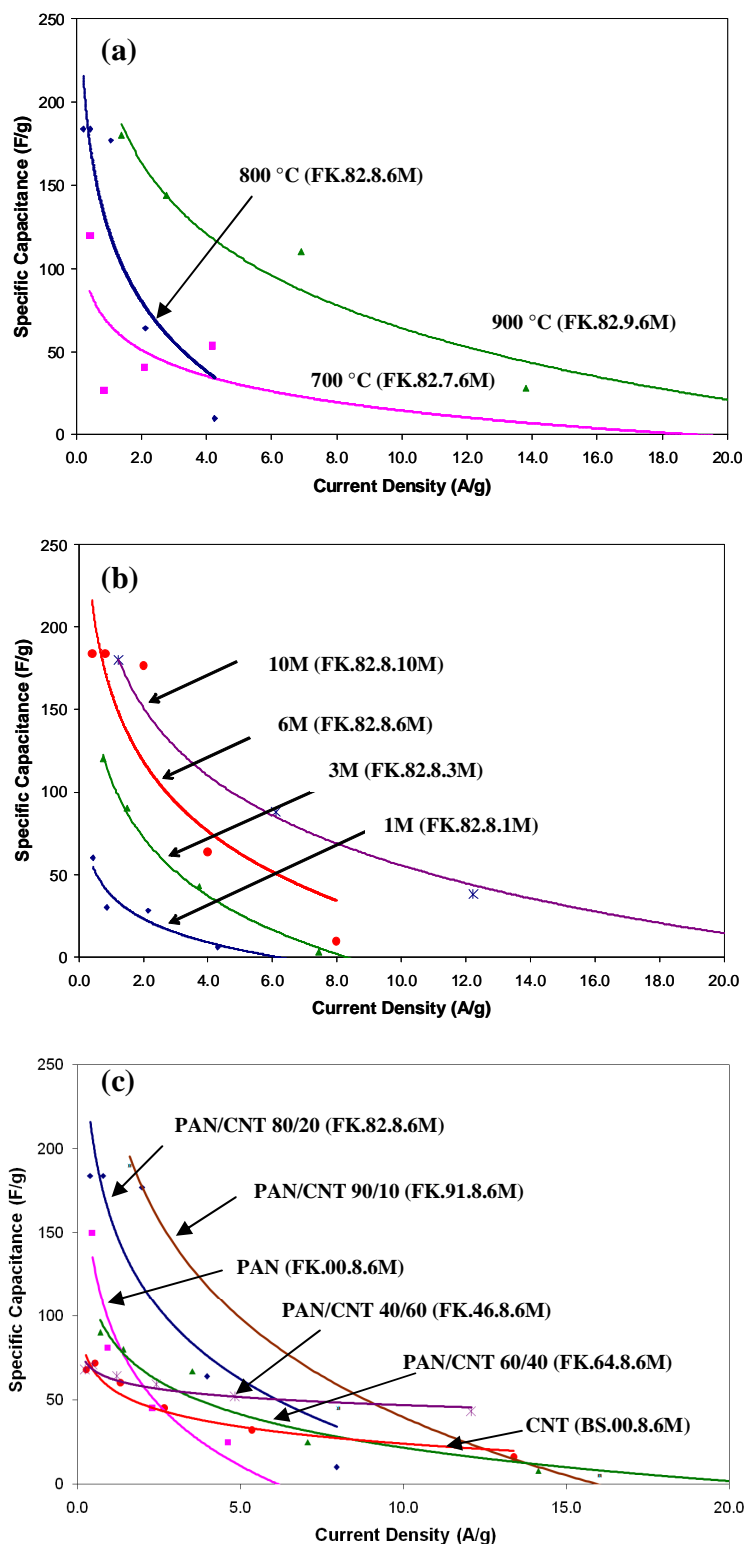 (a)
250
200
150
100
50
0
Specific Capacitance (F/g)
800 °C (FK.82.8.6M)
900 °C (FK.82.9.6M)
700 °C (FK.82.7.6M)
0.0 2.0 4.0 6.0 8.0 10.0 12.0 14.0 16.0 18.0 20.0
Current Density (A/g)
(b)
250
200
150
100
50
0
Specific Capacitance (F/g)
10M (FK.82.8.10M)
6M (FK.82.8.6M)
3M (FK.82.8.3M)
1M (FK.82.8.1M)
0.0 2.0 4.0 6.0 8.0 10.0 12.0 14.0 16.0 18.0 20.0
Current Density (A/g)
(c)
250
200
150
100
50
0
Specific Capacitance (F/g)
PAN/CNT 80/20 (FK.82.8.6M)
PAN/CNT 90/10 (FK.91.8.6M)
PAN (FK.00.8.6M)
PAN/CNT 40/60 (FK.46.8.6M)
PAN/CNT 60/40 (FK.64.8.6M)
CNT (BS.00.8.6M)
0.0 5.0 10.0 15.0 20.0
Current Density (A/g)